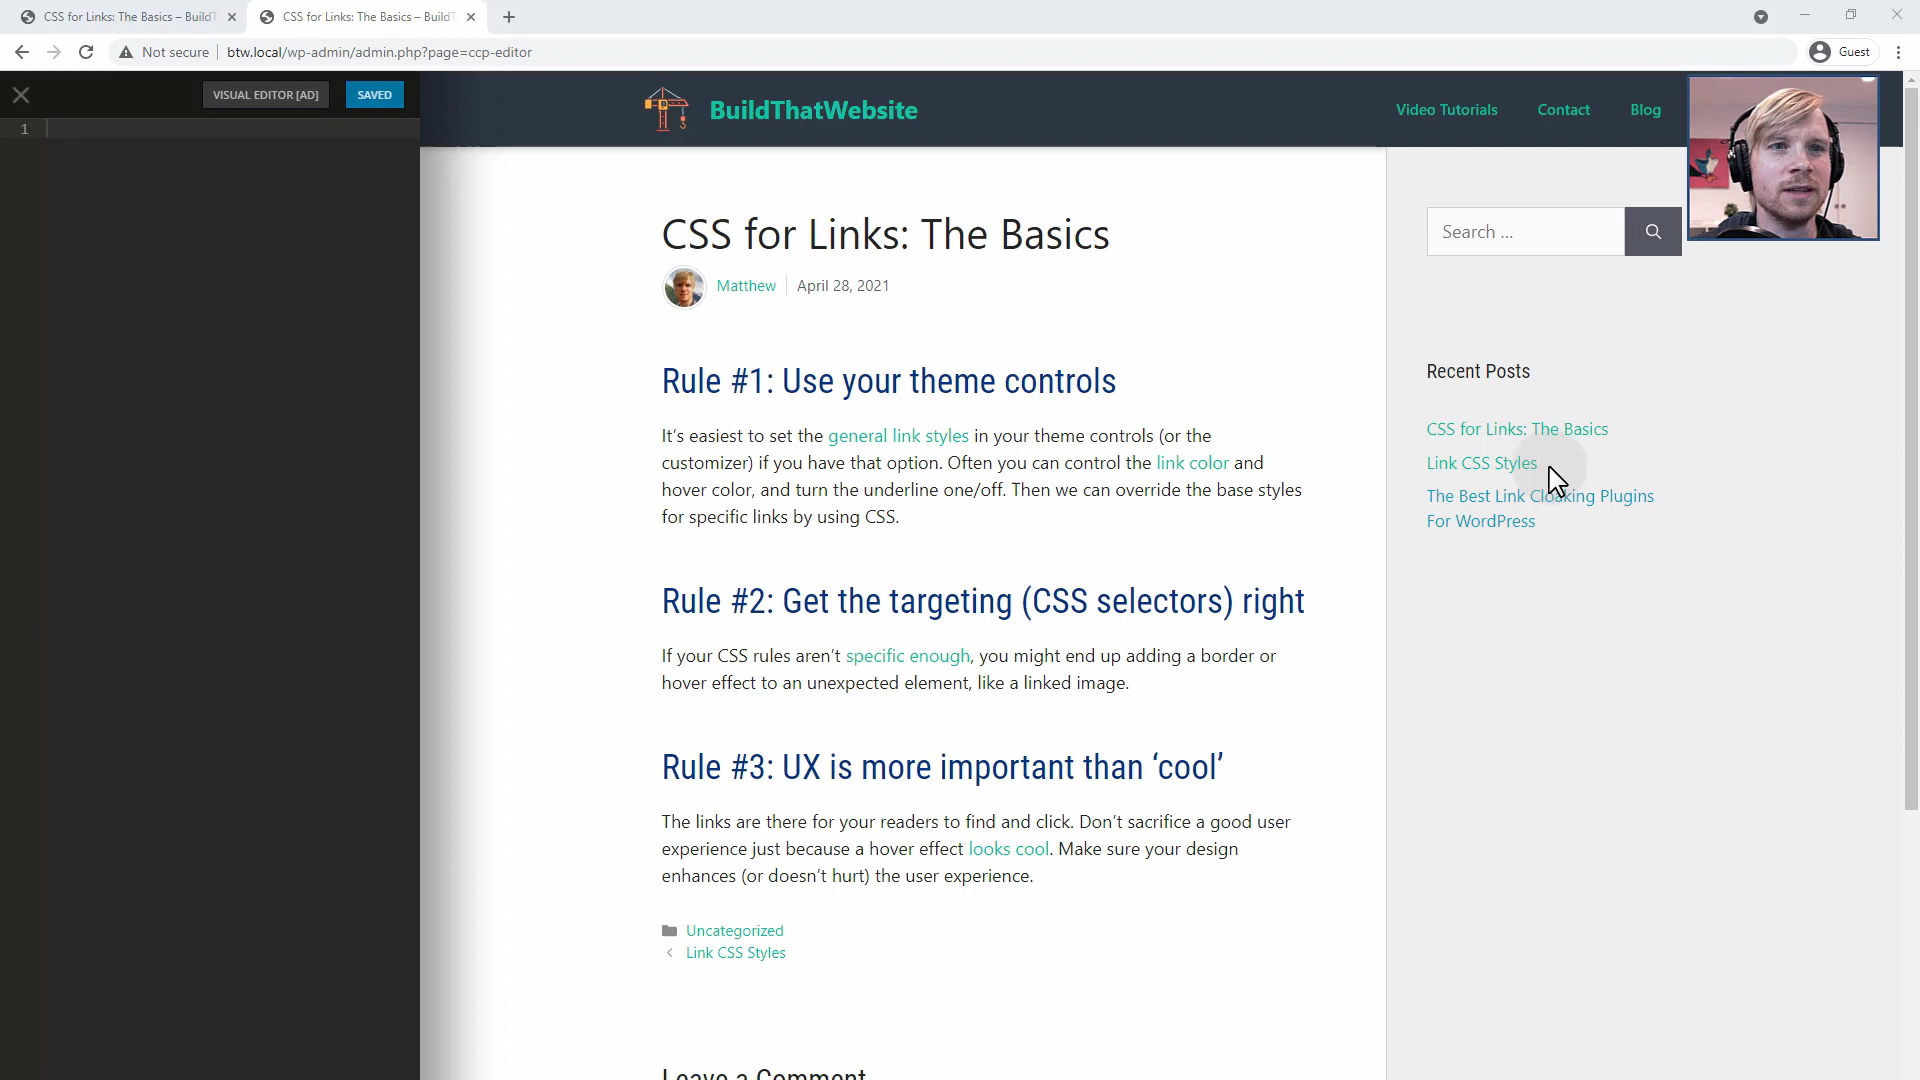 CSS for Links: The Basics – BuildT
CSS for Links: The Basics – BuildT
Not secure
btw.local/wp-admin/admin.php?page=ccp-editor
Guest
VISUAL EDITOR [AD]
SAVED
1
BuildThatWebsite
Video Tutorials
Contact
Blog
CSS for Links: The Basics
Matthew
April 28, 2021
Rule #1: Use your theme controls
It’s easiest to set the general link styles in your theme controls (or the
customizer) if you have that option. Often you can control the link color and
hover color, and turn the underline one/off. Then we can override the base styles
for specific links by using CSS.
Rule #2: Get the targeting (CSS selectors) right
If your CSS rules aren’t specific enough, you might end up adding a border or
hover effect to an unexpected element, like a linked image.
Rule #3: UX is more important than ‘cool’
The links are there for your readers to find and click. Don’t sacrifice a good user
experience just because a hover effect looks cool. Make sure your design
enhances (or doesn’t hurt) the user experience.
Uncategorized
Link CSS Styles
Leave a Comment
Search …
Recent Posts
CSS for Links: The Basics
Link CSS Styles
The Best Link Cloaking Plugins
For WordPress